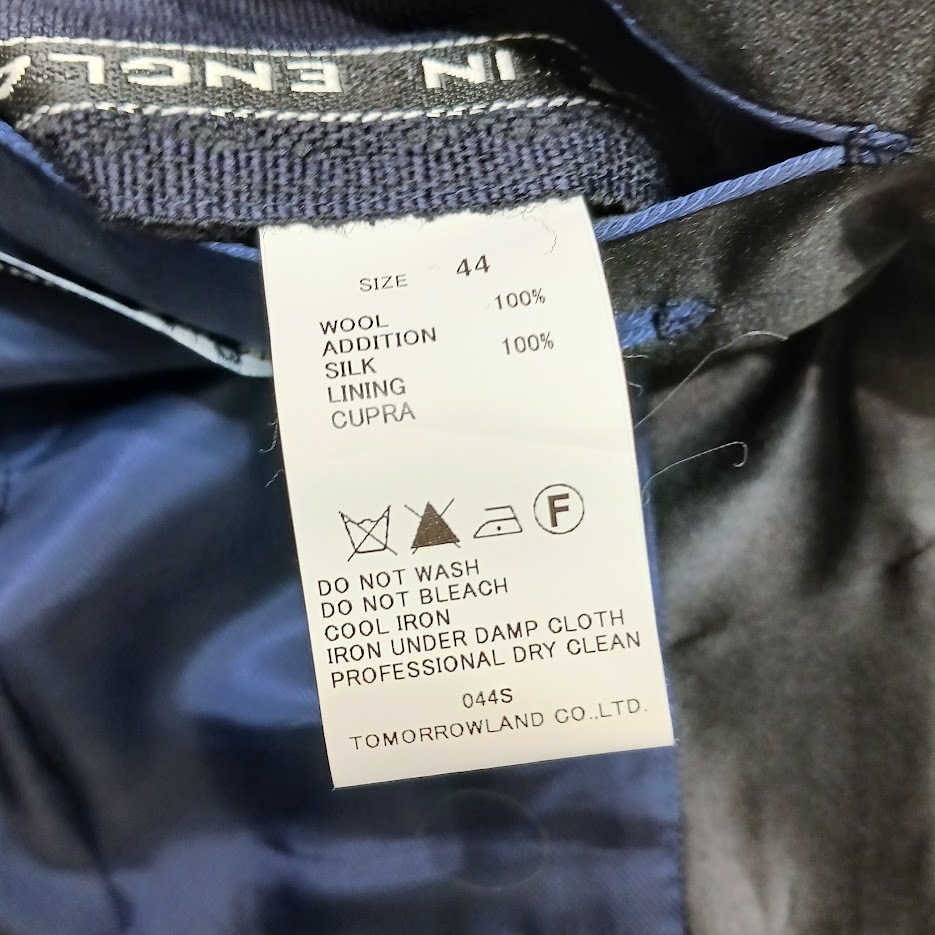 IN ENGLA
SIZE 44
WOOL 100%
ADDITION
SILK 100%
LINING
CUPRA
F
DO NOT WASH
DO NOT BLEACH
COOL IRON
IRON UNDER DAMP CLOTH
PROFESSIONAL DRY CLEAN
044S
TOMORROWLAND CO.,LTD.